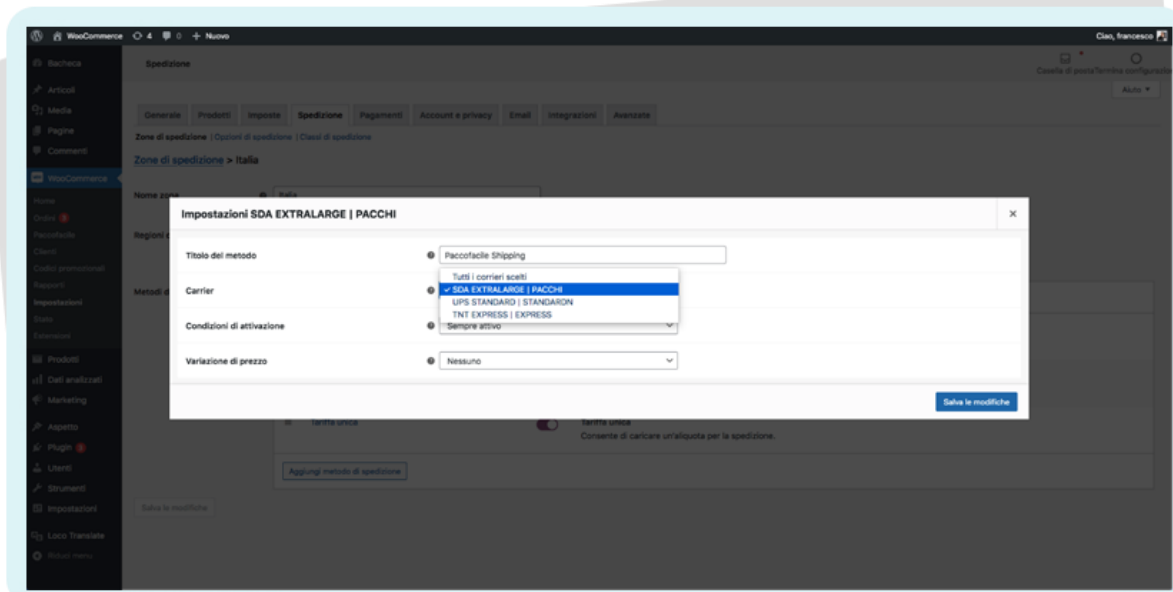 WooCommerce 4 0 + Nuovo Ciao, francesco
Bacheca
Spedizione
Casella di posta Termina configurazio
Aiuto
Articoli
Media
Pagine
Commenti
WooCommerce
Home
Ordini 3
Paccofacile
Clienti
Codici promozionali
Rapporti
Impostazioni
Stato
Estensioni
Prodotti
Dati analizzati
Marketing
Aspetto
Plugin 3
Utenti
Strumenti
Impostazioni
Loco Translate
Riduci menu
Generale Prodotti Imposte Spedizione Pagamenti Account e privacy Email Integrazioni Avanzate
Zone di spedizione | Opzioni di spedizione | Classi di spedizione
Zone di spedizione > Italia
Nome zona Italia
Regioni
Metodi d
Impostazioni SDA EXTRALARGE | PACCHI ×
Titolo del metodo Paccofacile Shipping
Tutti i corrieri scelti
Carrier ✓ SDA EXTRALARGE | PACCHI
UPS STANDARD | STANDARON
TNT EXPRESS | EXPRESS
Condizioni di attivazione Sempre attivo
Variazione di prezzo Nessuno
Salva le modifiche
Tariffa unica Tariffa unica
Consente di caricare un'aliquota per la spedizione.
Aggiungi metodo di spedizione
Salva le modifiche